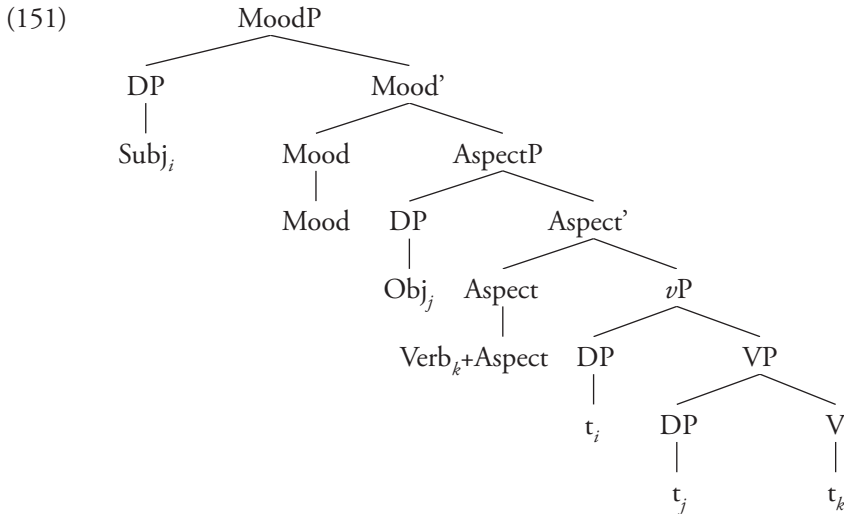 (151) MoodP
DP Mood’
Subj_i Mood AspectP
Mood DP Aspect’
Obj_j Aspect vP
Verb_k+Aspect DP VP
t_i DP V
t_j t_k